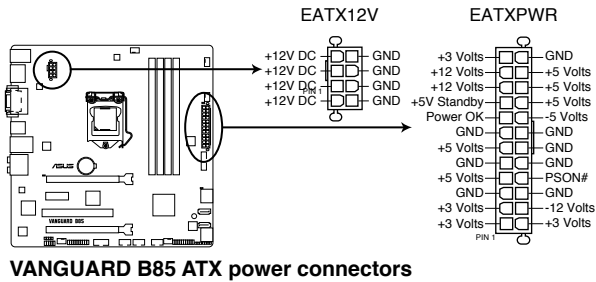 EATX12V
EATXPWR
+12V DC GND
+12V DC GND
+12V DC GND
PIN 1
+12V DC GND
+3 Volts GND
+12 Volts +5 Volts
+12 Volts +5 Volts
+5V Standby +5 Volts
Power OK -5 Volts
GND GND
+5 Volts GND
GND GND
+5 Volts PSON#
GND GND
+3 Volts -12 Volts
+3 Volts +3 Volts
PIN 1
ASUS
VANGUARD B85
VANGUARD B85 ATX power connectors